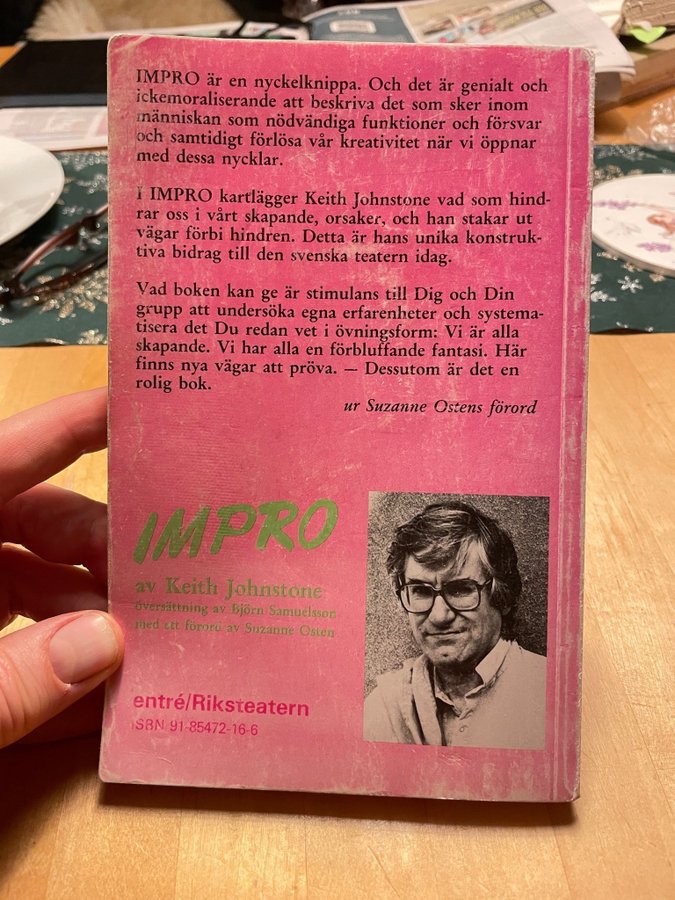 IMPRO är en nyckelknippa. Och det är genialt och
ickemoraliserande att beskriva det som sker inom
människan som nödvändiga funktioner och försvar
och samtidigt förlösa vår kreativitet när vi öppnar
med dessa nycklar.
I IMPRO kartlägger Keith Johnstone vad som hind-
rar oss i vårt skapande, orsaker, och han stakar ut
vägar förbi hindren. Detta är hans unika konstruk-
tiva bidrag till den svenska teatern idag.
Vad boken kan ge är stimulans till Dig och Din
grupp att undersöka egna erfarenheter och systema-
tisera det Du redan vet i övningsform: Vi är alla
skapande. Vi har alla en förbluffande fantasi. Här
finns nya vägar att pröva. — Dessutom är det en
rolig bok.
ur Suzanne Ostens förord
IMPRO
av Keith Johnstone
översättning av Björn Samuelsson
med ett förord av Suzanne Osten
entré/Riksteatern
ISBN 91-85472-16-6